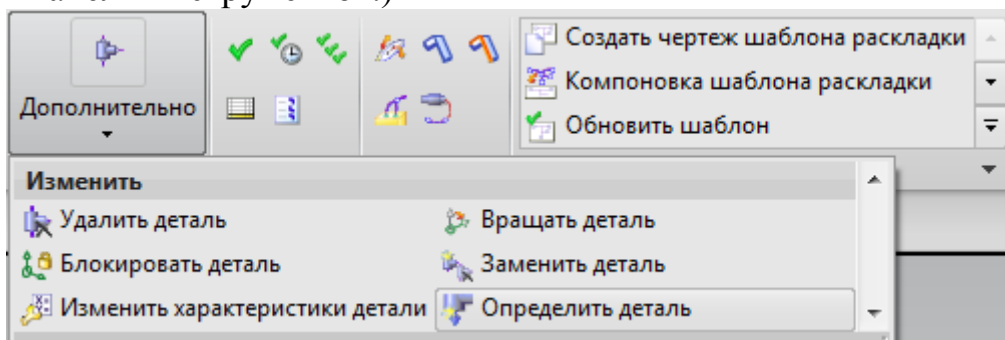 Создать чертеж шаблона раскладки
Компоновка шаблона раскладки
Дополнительно
Обновить шаблон
Изменить
Удалить деталь Вращать деталь
Блокировать деталь Заменить деталь
Изменить характеристики детали Определить деталь